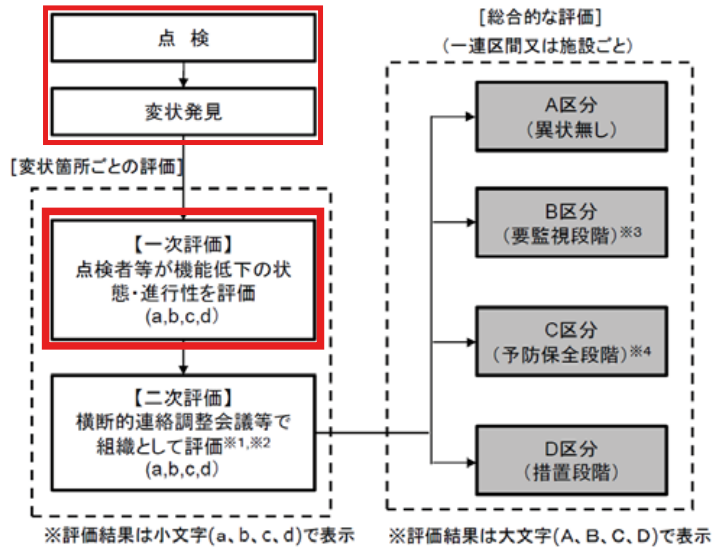 点 検
変状発見
[変状箇所ごとの評価]
【一次評価】
点検者等が機能低下の状
態・進行性を評価
(a,b,c,d)
【二次評価】
横断的連絡調整会議等で
組織として評価※1,※2
(a,b,c,d)
※評価結果は小文字(a、b、c、d)で表示
[総合的な評価]
(一連区間又は施設ごと)
A区分
(異状無し)
B区分
(要監視段階)※3
C区分
(予防保全段階)※4
D区分
(措置段階)
※評価結果は大文字(A、B、C、D)で表示